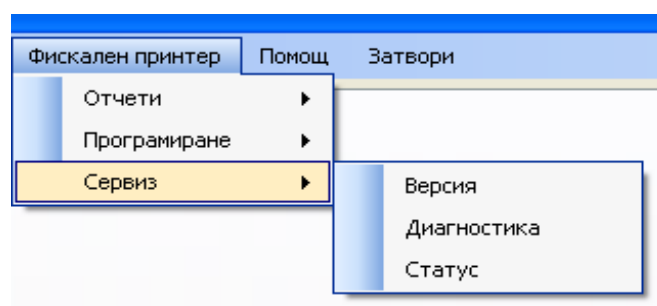 Фискален принтер Помощ Затвори
Отчети
Програмиране
Сервиз
Версия
Диагностика
Статус